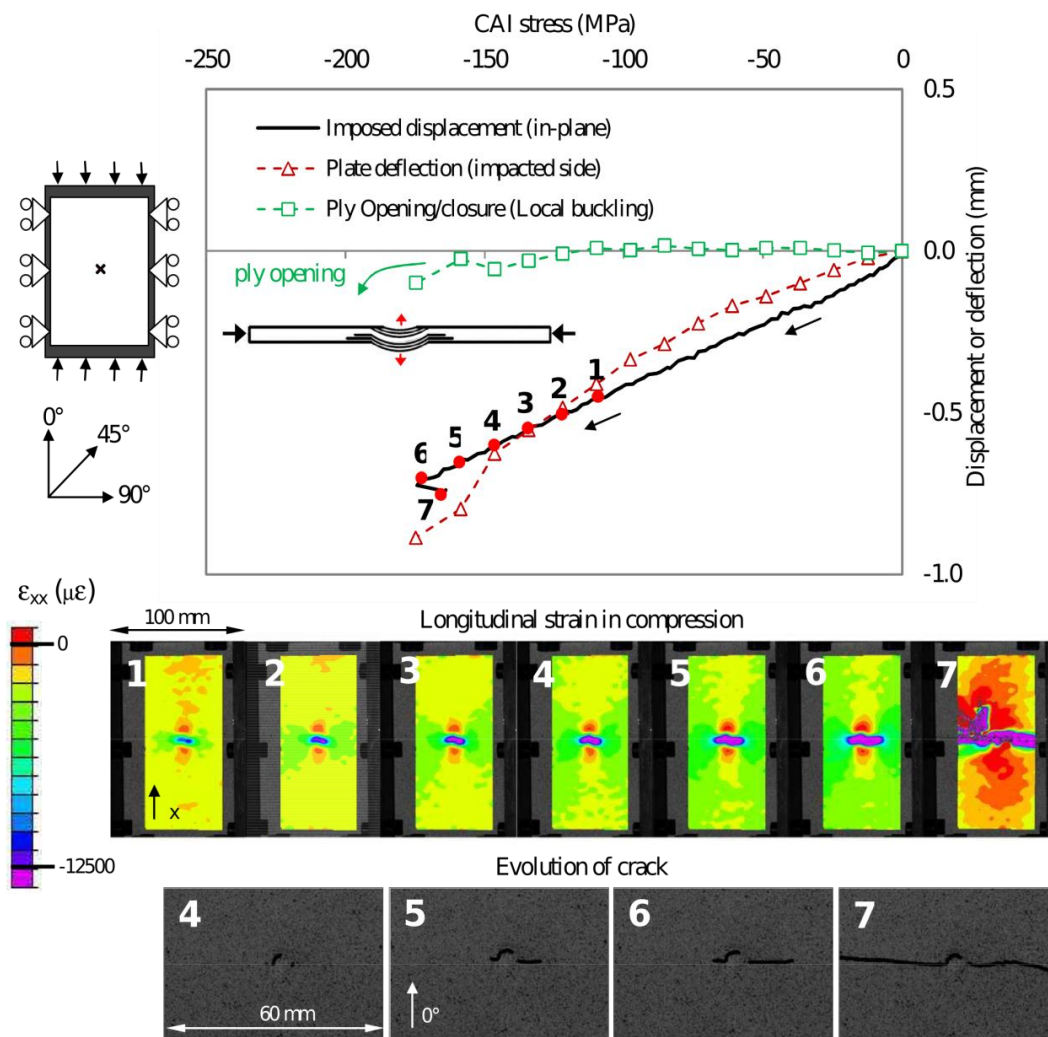 CAI stress (MPa)
-250 -200 -150 -100 -50 0
0.5
Imposed displacement (in-plane)
Plate deflection (impacted side)
Ply Opening/closure (Local buckling)
0.0
ply opening
1
2
3
4
5
6
7
-0.5
-1.0
Displacement or deflection (mm)
0°
45°
90°
εxx (με)
0
-12500
100 mm
Longitudinal strain in compression
1 2 3 4 5 6 7
x
Evolution of crack
4 5 6 7
60 mm
0°